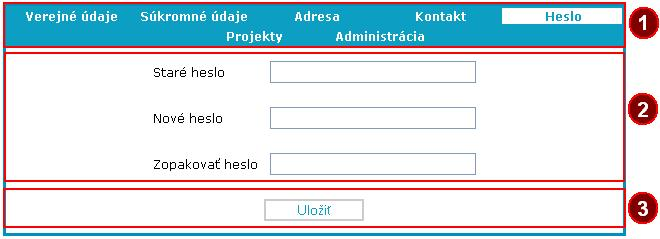 Verejné údaje Súkromné údaje Adresa Kontakt Heslo
Projekty Administrácia
1
Staré heslo
Nové heslo
2
Zopakovať heslo
Uložiť
3